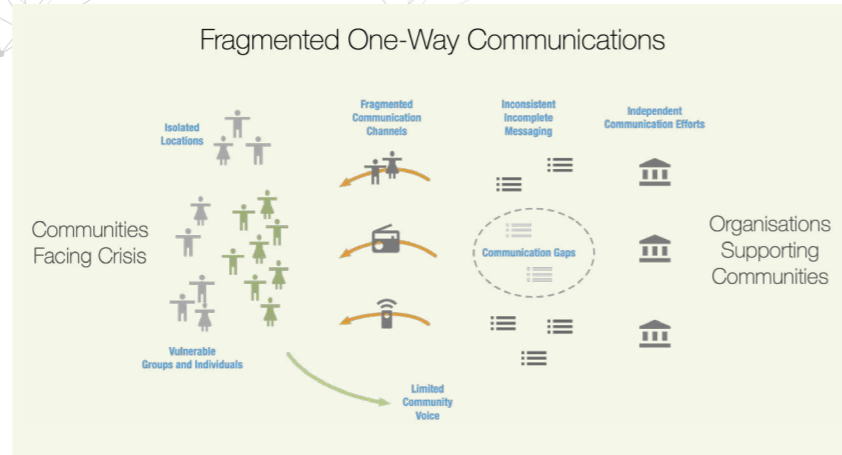 Fragmented One-Way Communications
Isolated
Locations
Fragmented
Communication
Channels
Inconsistent
Incomplete
Messaging
Independent
Communication Efforts
Communities
Facing Crisis
Communication Gaps
Organisations
Supporting
Communities
Vulnerable
Groups and Individuals
Limited
Community
Voice